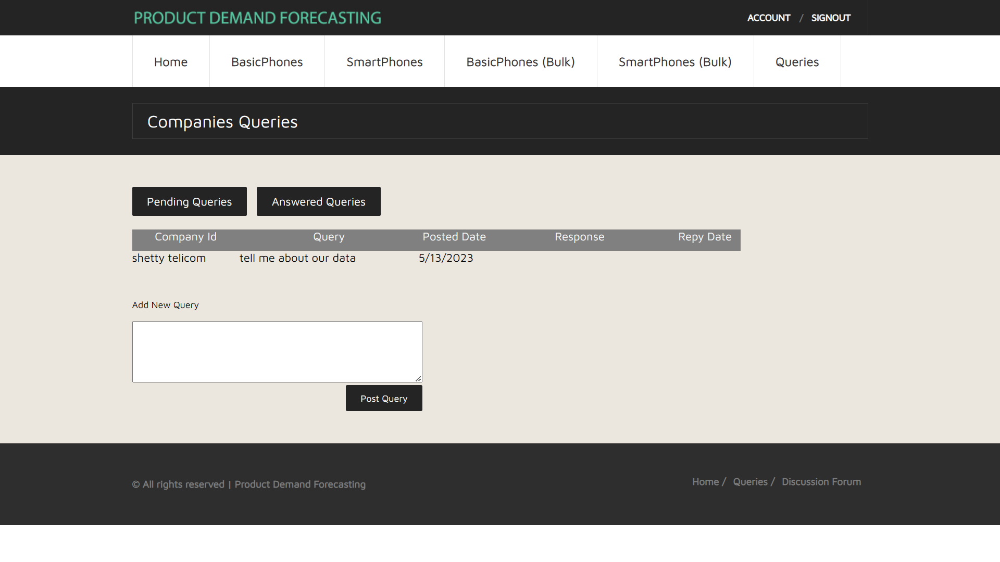 PRODUCT DEMAND FORECASTING
ACCOUNT / SIGNOUT
Home BasicPhones SmartPhones BasicPhones (Bulk) SmartPhones (Bulk) Queries
Companies Queries
Pending Queries Answered Queries
Company Id Query Posted Date Response Repy Date
shetty telicom tell me about our data 5/13/2023
Add New Query
Post Query
© All rights reserved | Product Demand Forecasting
Home / Queries / Discussion Forum